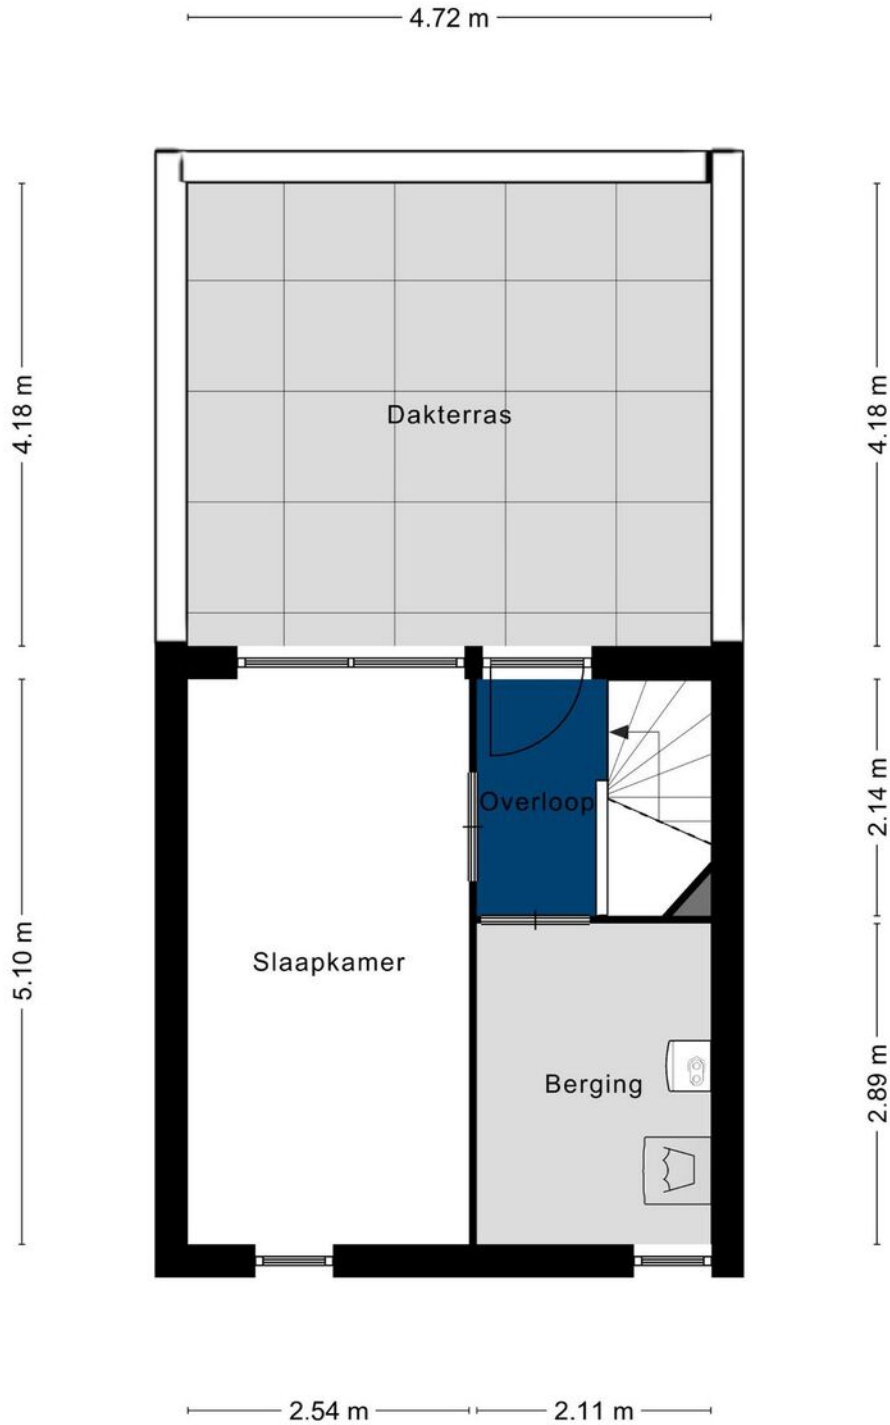 4.72 m
4.18 m
4.18 m
Dakterras
2.14 m
Overloop
5.10 m
Slaapkamer
Berging
2.89 m
2.54 m
2.11 m